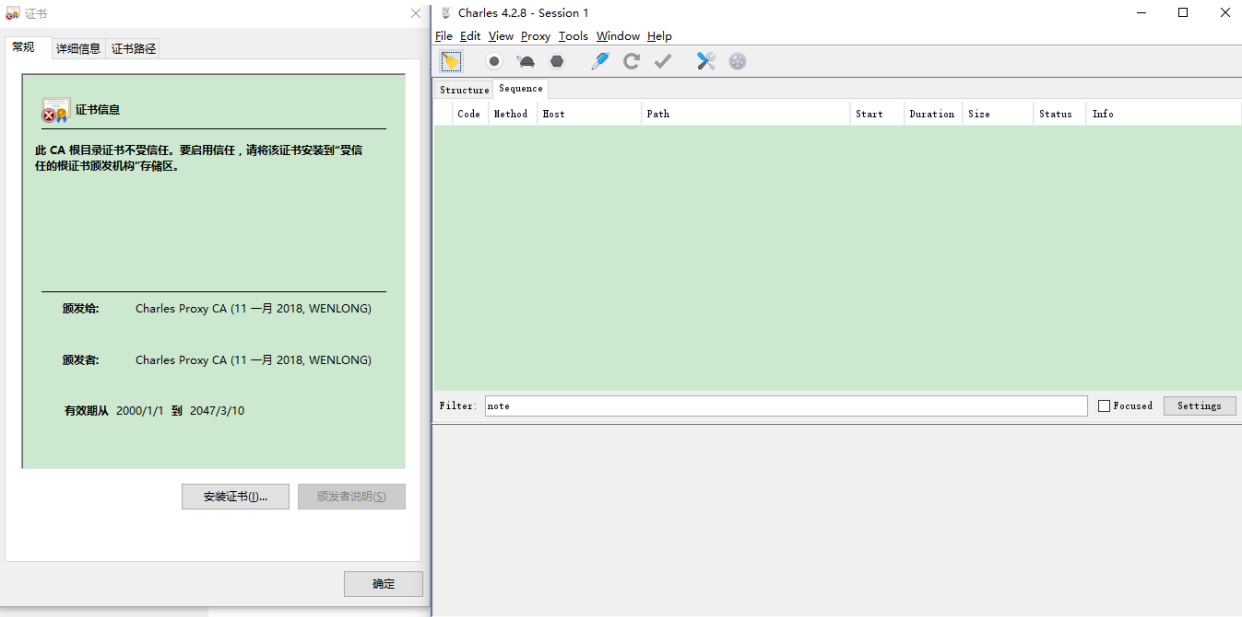 证书
常规 详细信息 证书路径
证书信息
此 CA 根目录证书不受信任。要启用信任，请将该证书安装到"受信
任的根证书颁发机构"存储区。
颁发给: Charles Proxy CA (11 一月 2018, WENLONG)
颁发者: Charles Proxy CA (11 一月 2018, WENLONG)
有效期从 2000/1/1 到 2047/3/10
安装证书(I)... 颁发者说明(S)
确定
Charles 4.2.8 - Session 1
File Edit View Proxy Tools Window Help
Structure Sequence
Code Method Host Path Start Duration Size Status Info
Filter: note Focused Settings